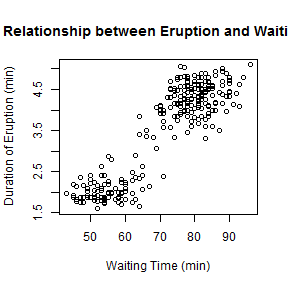 Relationship between Eruption and Waiti
Duration of Eruption (min)
4.5
3.5
2.5
1.5
50 60 70 80 90
Waiting Time (min)